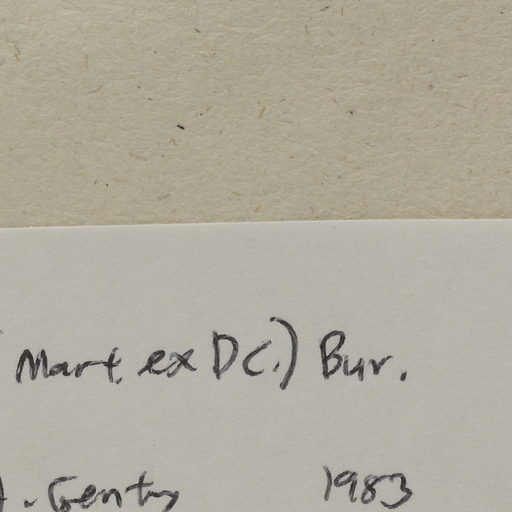 Mart. ex DC.) Bur.
. Gentry 1983